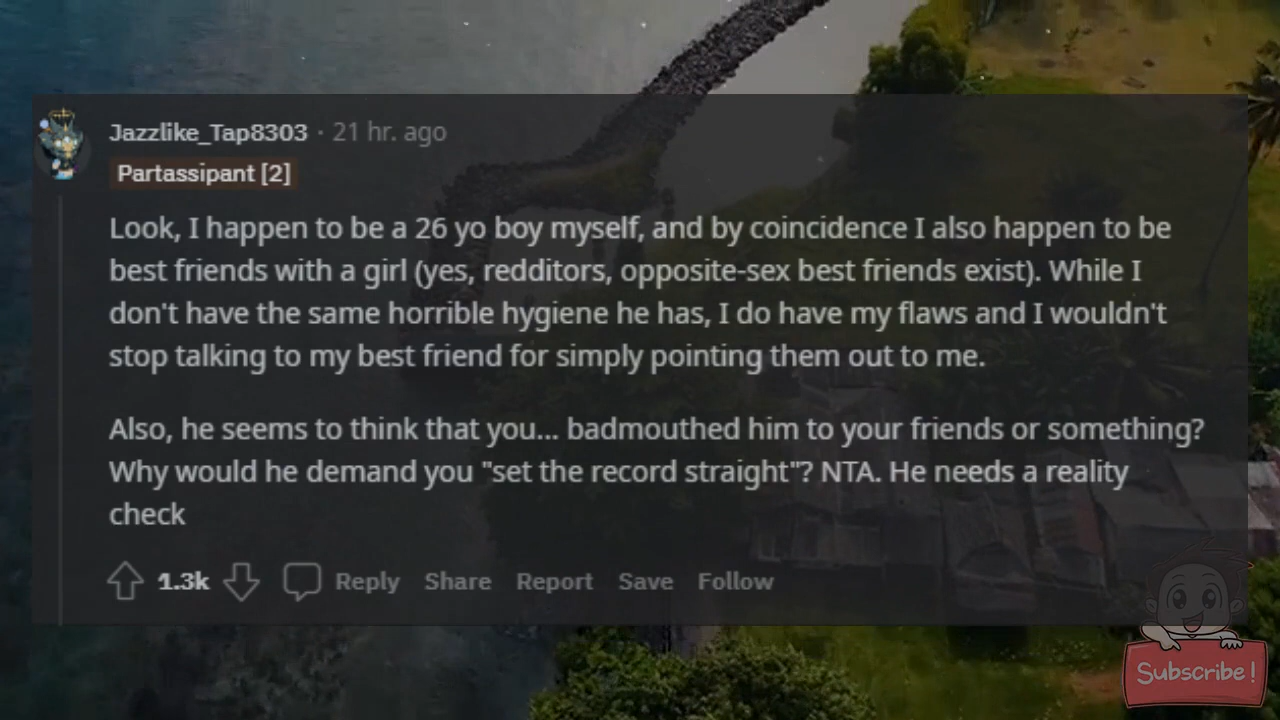 Jazzlike_Tap8303 · 21 hr. ago
Partassipant [2]
Look, I happen to be a 26 yo boy myself, and by coincidence I also happen to be
best friends with a girl (yes, redditors, opposite-sex best friends exist). While I
don't have the same horrible hygiene he has, I do have my flaws and I wouldn't
stop talking to my best friend for simply pointing them out to me.
Also, he seems to think that you... badmouthed him to your friends or something?
Why would he demand you "set the record straight"? NTA. He needs a reality
check
1.3k Reply Share Report Save Follow
Subscribe!